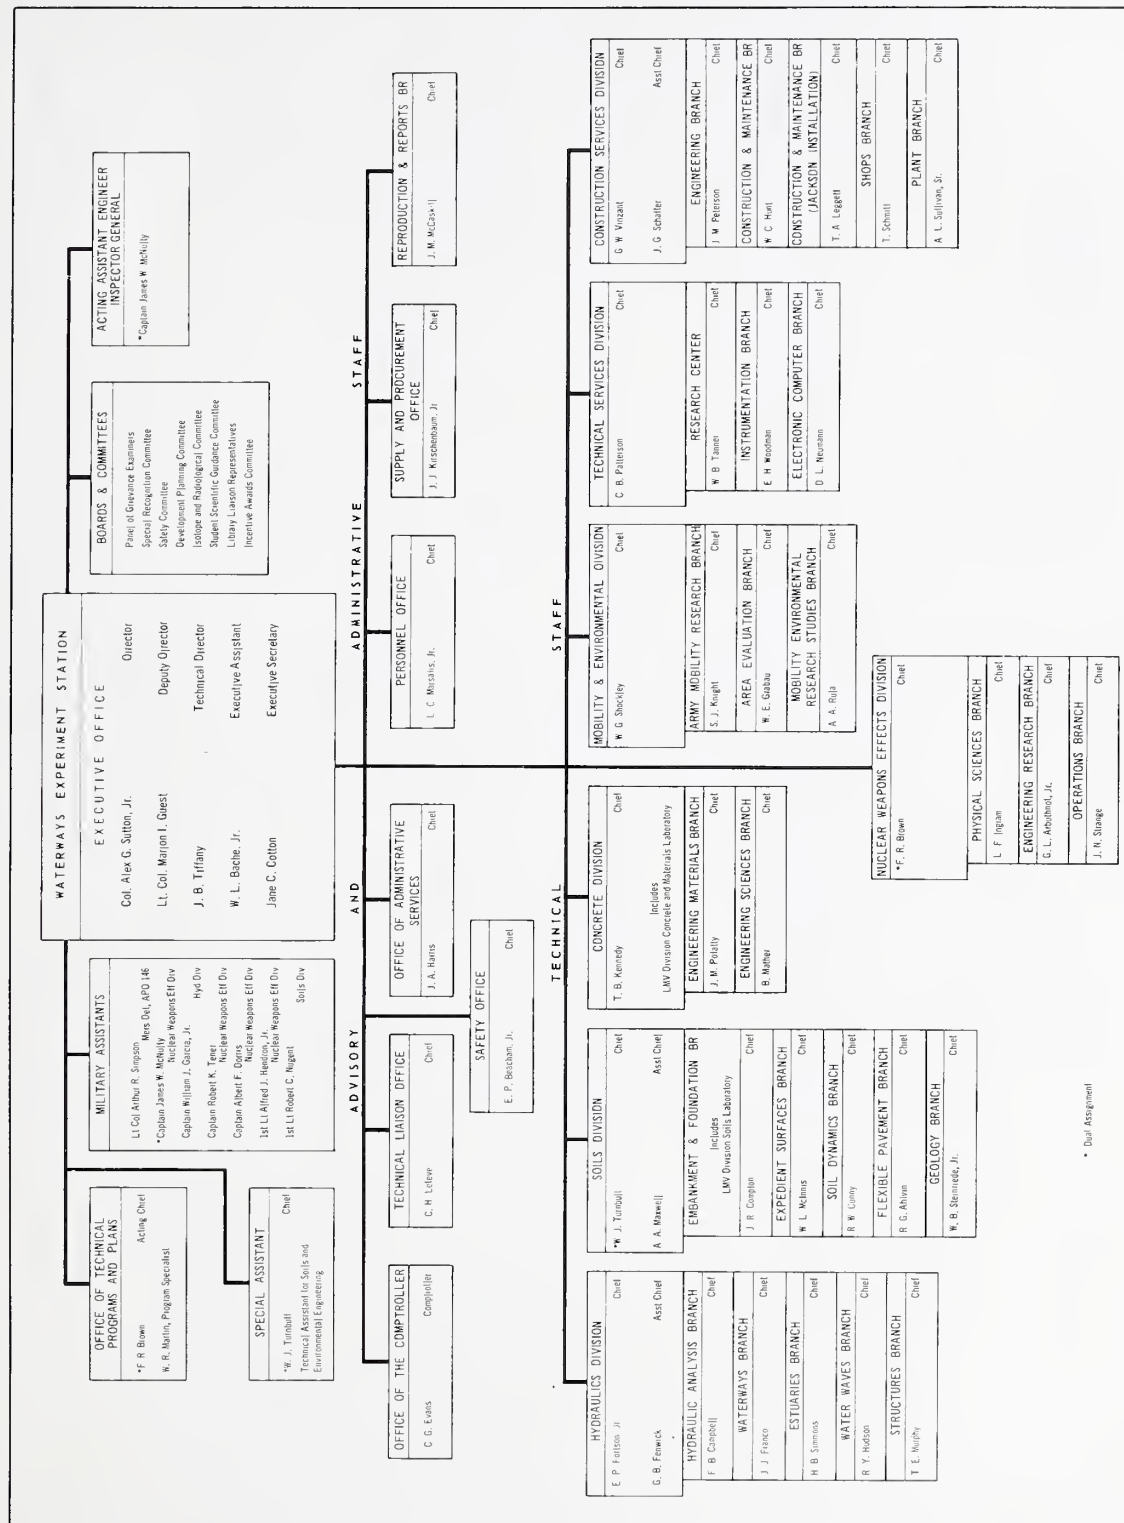 WATERWAYS EXPERIMENT STATION
EXECUTIVE OFFICE
Col. Alex G. Sutton, Jr. Director
Lt. Col. Marion I. Guest Deputy Director
J. B. Tiffany Technical Director
W. L. Bache, Jr. Executive Assistant
Jane C. Cotton Executive Secretary
OFFICE OF TECHNICAL
PROGRAMS AND PLANS
*F R Brown Acting Chief
W. R. Martin, Program Specialist
SPECIAL ASSISTANT
*W. J. Turnbull Chief
Technical Assistant for Soils and
Environmental Engineering
MILITARY ASSISTANTS
Lt Col Arthur R. Simpson
Mers Det, APO 146
*Captain James W. McNulty
Nuclear Weapons Eff Div
Captain William J. Garcia, Jr.
Hyd Div
Captain Robert K. Tener
Nuclear Weapons Eff Div
Captain Albert F. Dorris
Nuclear Weapons Eff Div
1st Lt Alfred J. Hendron, Jr.
Nuclear Weapons Eff Div
1st Lt Robert C. Nugent
Soils Div
BOARDS & COMMITTEES
Panel of Grievance Examiners
Special Recognition Committee
Safety Committee
Development Planning Committee
Isotope and Radiological Committee
Student Scientific Guidance Committee
Library Liaison Representatives
Incentive Awards Committee
ACTING ASSISTANT ENGINEER
INSPECTOR GENERAL
*Captain James W McNulty
ADVISORY AND ADMINISTRATIVE STAFF
OFFICE OF THE COMPTROLLER
C G. Evans Comptroller
TECHNICAL LIAISON OFFICE
C. H Chief
OFFICE OF ADMINISTRATIVE
SERVICES
J. A. Harris Chief
SAFETY OFFICE
E. P. Beacham, Jr. Chief
PERSONNEL OFFICE
L C Marsalis, Jr. Chief
SUPPLY AND PROCUREMENT
OFFICE
J. J Kirschenbaum, Jr Chief
REPRODUCTION & REPORTS BR
J. M. McCaskill Chief
TECHNICAL STAFF
HYDRAULICS DIVISION
E P Fortson Jr Chief
G. B. Fenwick Asst Chief
HYDRAULIC ANALYSIS BRANCH
F B Campbell Chief
WATERWAYS BRANCH
J J Franco Chief
ESTUARIES BRANCH
H B Simmons Chief
WATER WAVES BRANCH
R Y. Hudson Chief
STRUCTURES BRANCH
T E. Murphy Chief
SOILS DIVISION
*W J. Turnbull Chief
A A. Maxwell Asst Chief
EMBANKMENT & FOUNDATION BR
Includes
LMV Division Soils Laboratory
J R Compton Chief
EXPEDIENT SURFACES BRANCH
W L McInnis Chief
SOIL DYNAMICS BRANCH
R W Cunny Chief
FLEXIBLE PAVEMENT BRANCH
R G. Ahlvin Chief
GEOLOGY BRANCH
W. B. Steinriede, Jr. Chief
CONCRETE DIVISION
T. B. Kennedy Chief
Includes
LMV Division Concrete and Materials Laboratory
ENGINEERING MATERIALS BRANCH
J. M. Polatty Chief
ENGINEERING SCIENCES BRANCH
B. Mather Chief
MOBILITY & ENVIRONMENTAL DIVISION
W G Shockley Chief
ARMY MOBILITY RESEARCH BRANCH
S. J. Knight Chief
AREA EVALUATION BRANCH
W. E. Grabau Chief
MOBILITY ENVIRONMENTAL
RESEARCH STUDIES BRANCH
A A. Rula Chief
TECHNICAL SERVICES DIVISION
C B. Patterson Chief
RESEARCH CENTER
W B Tanner Chief
INSTRUMENTATION BRANCH
E H Woodman Chief
ELECTRONIC COMPUTER BRANCH
D L. Neumann Chief
CONSTRUCTION SERVICES DIVISION
G W Vinzant Chief
J. G Schaffer Asst Chief
ENGINEERING BRANCH
J M Peterson Chief
CONSTRUCTION & MAINTENANCE BR
W C Hunt Chief
CONSTRUCTION & MAINTENANCE BR
(JACKSON INSTALLATION)
T. A Leggett Chief
SHOPS BRANCH
T. Schmitt Chief
PLANT BRANCH
A L. Sullivan, Sr. Chief
NUCLEAR WEAPONS EFFECTS DIVISION
*F. R. Brown Chief
PHYSICAL SCIENCES BRANCH
L F Ingram Chief
ENGINEERING RESEARCH BRANCH
G. L. Arbuthnot, Jr. Chief
OPERATIONS BRANCH
J. N. Strange Chief
* Dual Assignment